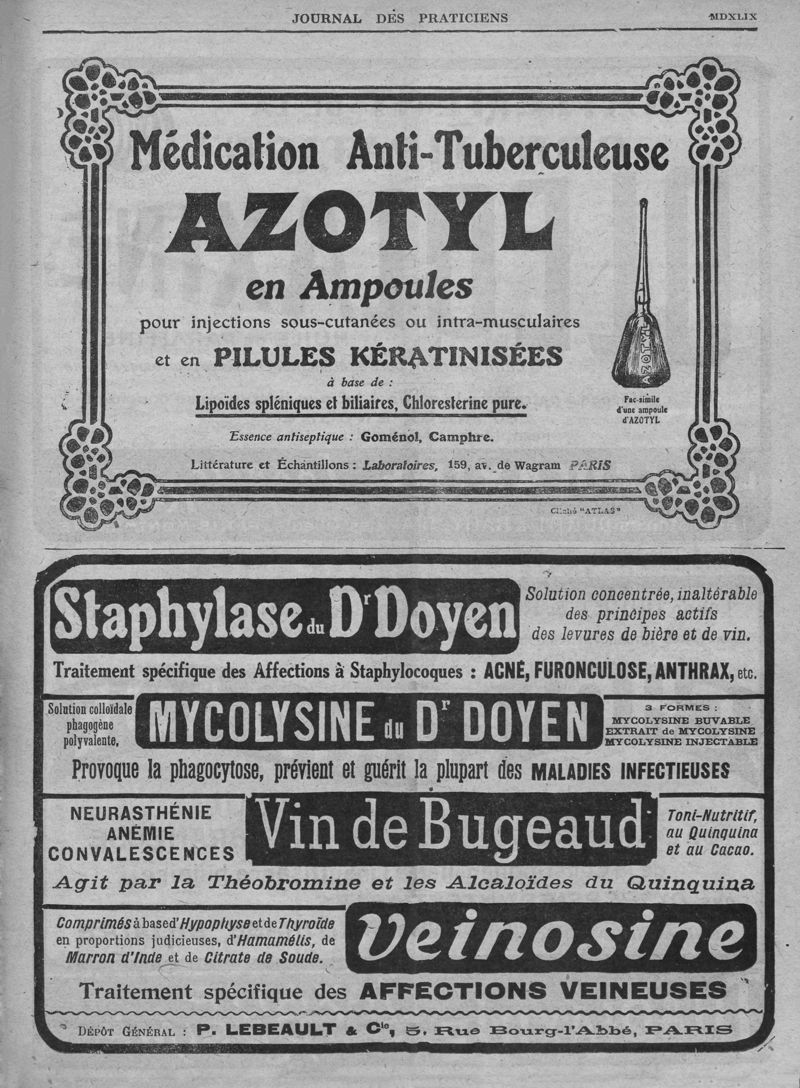 JOURNAL DES PRATICIENS
MDXLIX
Médication Anti-Tuberculeuse
AZOTYL
en Ampoules
pour injections sous-cutanées ou intra-musculaires
et en PILULES KÉRATINISÉES
à base de :
Lipoïdes spléniques et biliaires, Chloresterine pure.
Essence antiseptique : Goménol, Camphre.
Littérature et Échantillons : Laboratoires, 159, av. de Wagram PARIS
AZOTYL
Fac-simile
d'une ampoule
d'AZOTYL
Cliché "ATLAS"
Staphylase du Dr Doyen
Solution concentrée, inaltérable
des principes actifs
des levures de bière et de vin.
Traitement spécifique des Affections à Staphylocoques : ACNÉ, FURONCULOSE, ANTHRAX, etc.
Solution colloïdale
phagogène
polyvalente,
MYCOLYSINE du Dr DOYEN
3 FORMES :
MYCOLYSINE BUVABLE
EXTRAIT de MYCOLYSINE
MYCOLYSINE INJECTABLE
Provoque la phagocytose, prévient et guérit la plupart des MALADIES INFECTIEUSES
NEURASTHÉNIE
ANÉMIE
CONVALESCENCES
Vin de Bugeaud
Toni-Nutritif,
au Quinquina
et au Cacao.
Agit par la Théobromine et les Alcaloïdes du Quinquina
Comprimés à base d'Hypophyse et de Thyroïde
en proportions judicieuses, d'Hamamélis, de
Marron d'Inde et de Citrate de Soude.
Veinosine
Traitement spécifique des AFFECTIONS VEINEUSES
DÉPÔT GÉNÉRAL : P. LEBEAULT & Cie, 5, Rue Bourg-l'Abbé, PARIS